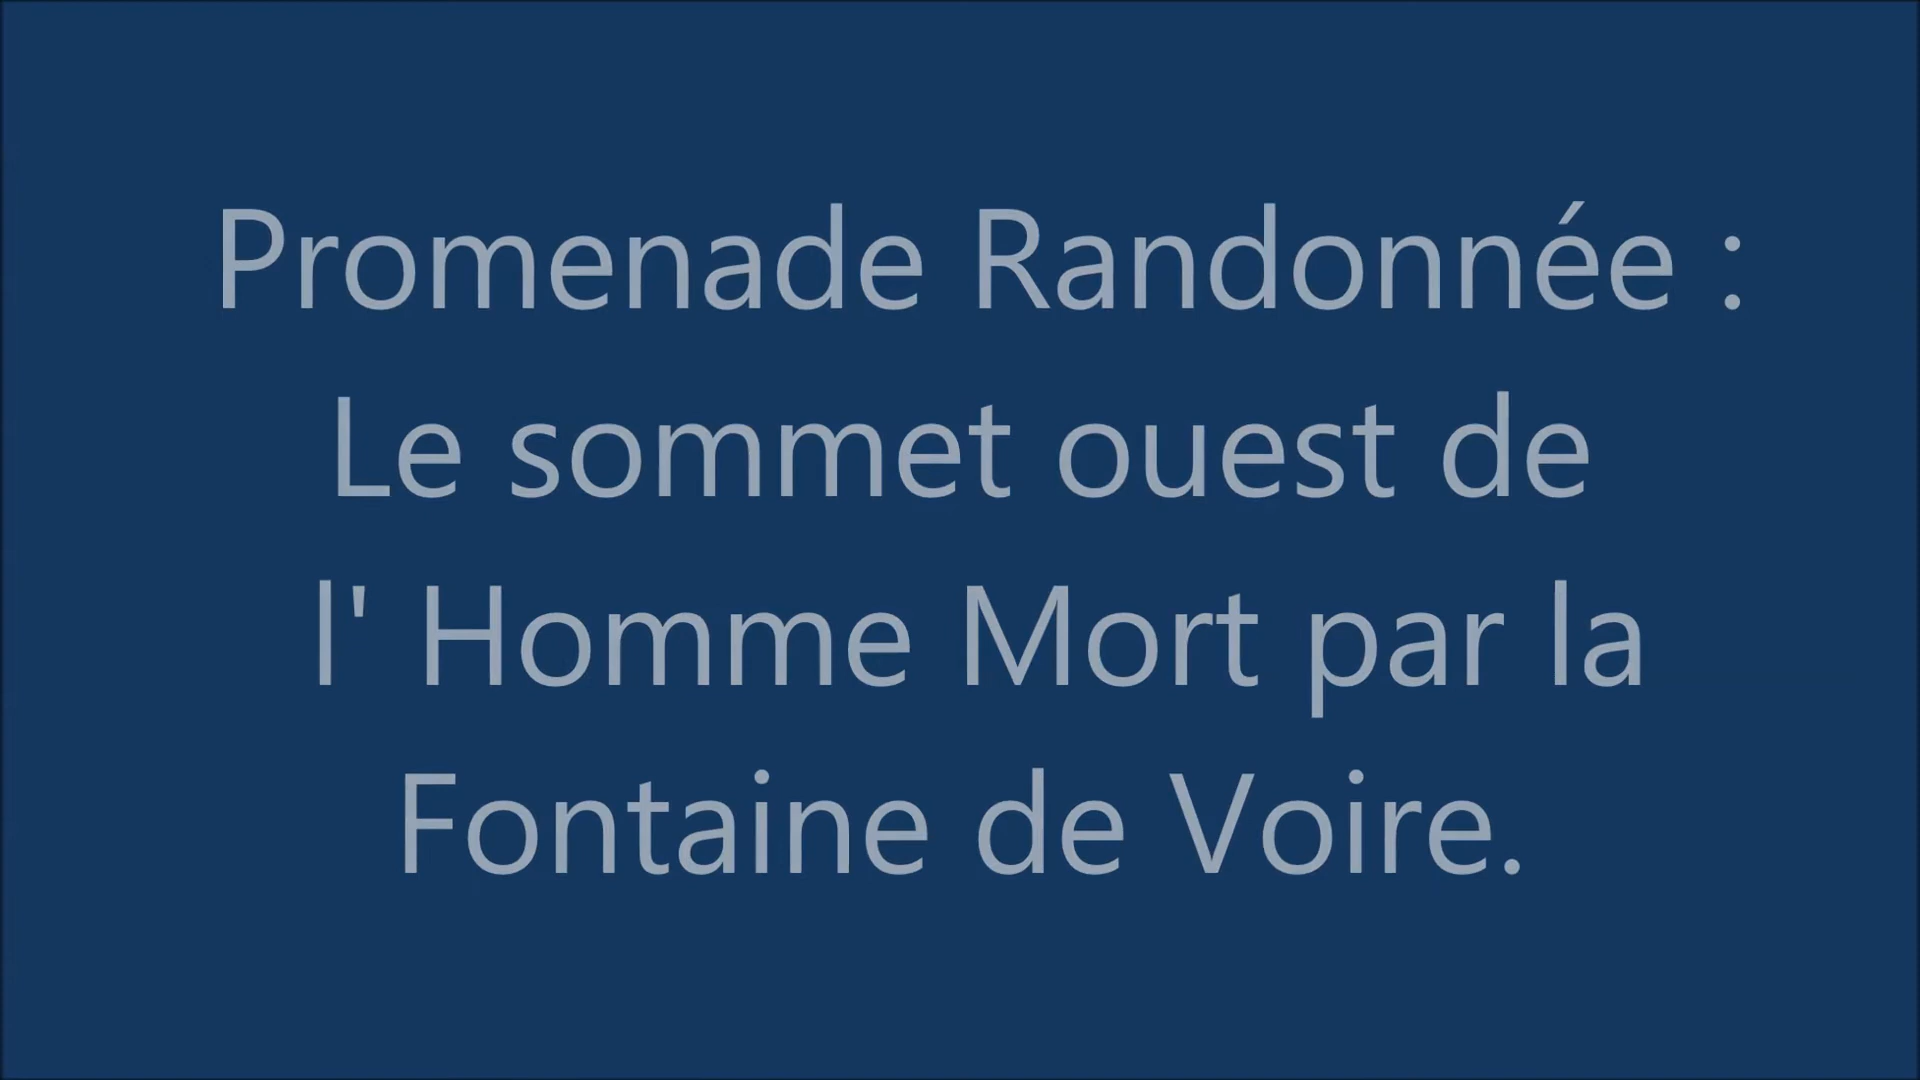 Promenade Randonnée :
Le sommet ouest de
l' Homme Mort par la
Fontaine de Voire.